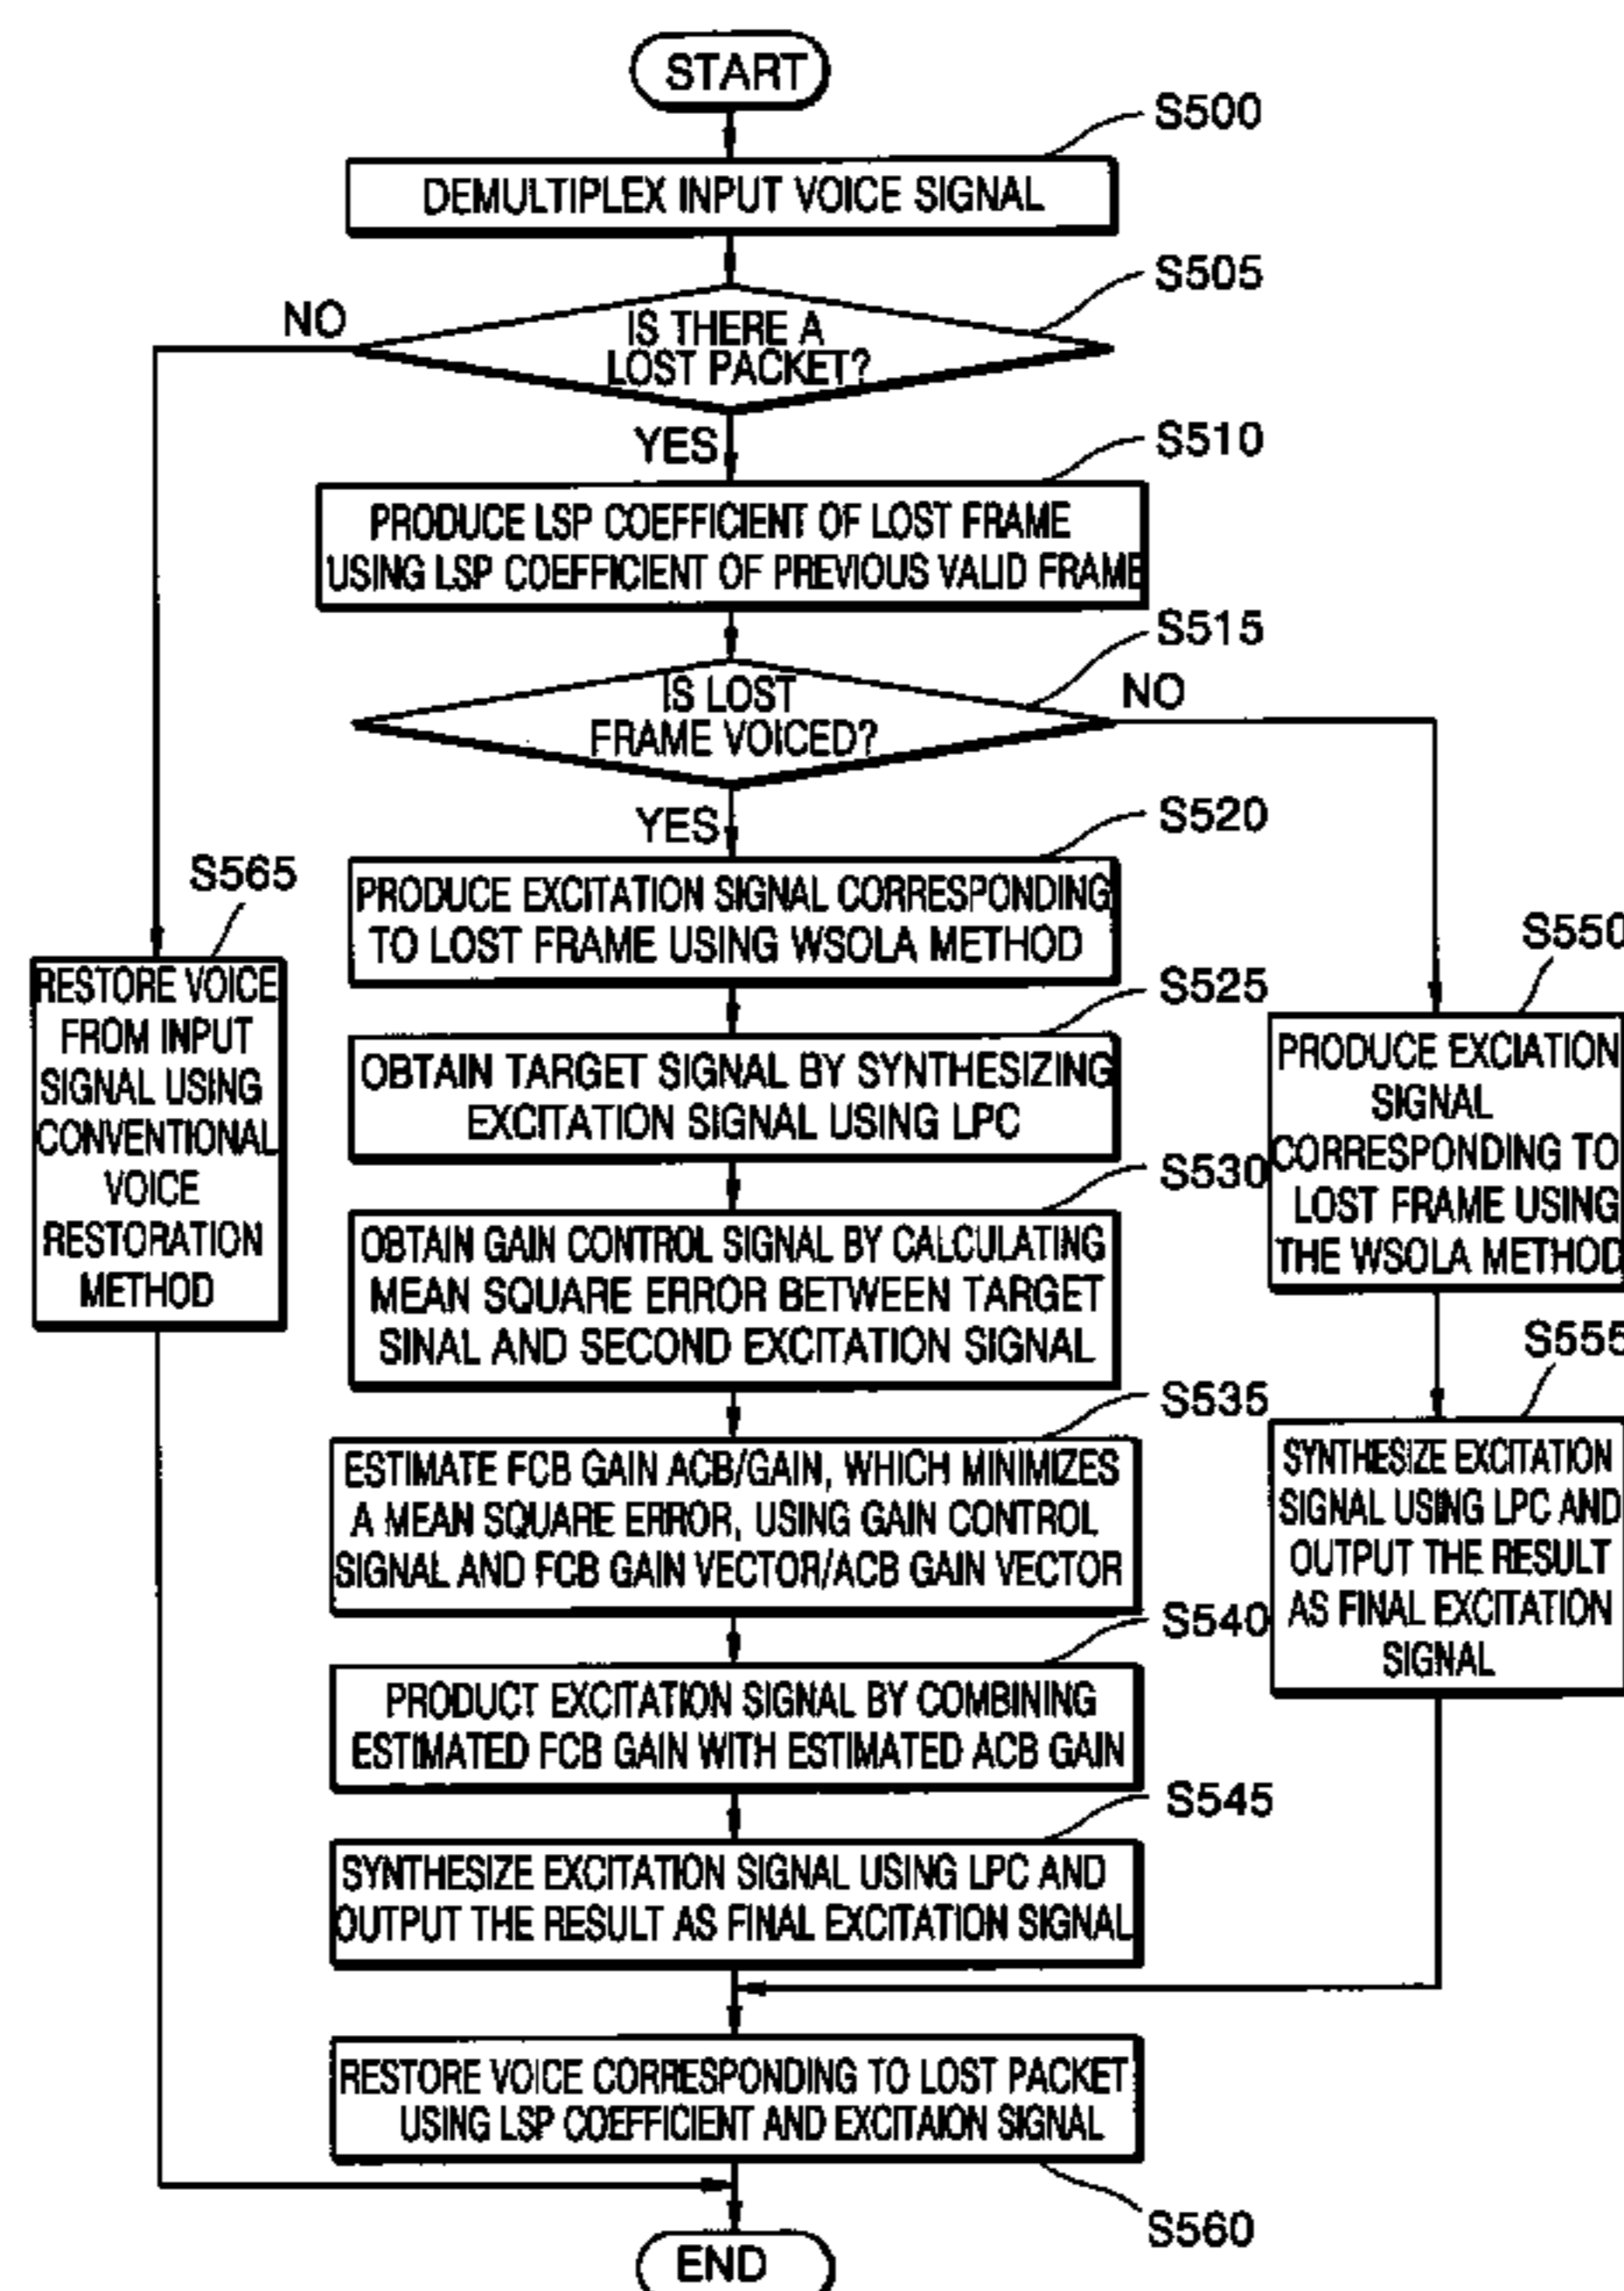 START
S500
DEMULTIPLEX INPUT VOICE SIGNAL
S505
NO
IS THERE A
LOST PACKET?
YES
S510
PRODUCE LSP COEFFICIENT OF LOST FRAME
USING LSP COEFFICIENT OF PREVIOUS VALID FRAME
S515
IS LOST
FRAME VOICED?
NO
YES
S520
PRODUCE EXCITATION SIGNAL CORRESPONDING
TO LOST FRAME USING WSOLA METHOD
S525
OBTAIN TARGET SIGNAL BY SYNTHESIZING
EXCITATION SIGNAL USING LPC
S530
OBTAIN GAIN CONTROL SIGNAL BY CALCULATING
MEAN SQUARE ERROR BETWEEN TARGET
SINAL AND SECOND EXCITATION SIGNAL
S535
ESTIMATE FCB GAIN ACB/GAIN, WHICH MINIMIZES
A MEAN SQUARE ERROR, USING GAIN CONTROL
SIGNAL AND FCB GAIN VECTOR/ACB GAIN VECTOR
S540
PRODUCT EXCITATION SIGNAL BY COMBINING
ESTIMATED FCB GAIN WITH ESTIMATED ACB GAIN
S545
SYNTHESIZE EXCITATION SIGNAL USING LPC AND
OUTPUT THE RESULT AS FINAL EXCITATION SIGNAL
S565
RESTORE VOICE
FROM INPUT
SIGNAL USING
CONVENTIONAL
VOICE
RESTORATION
METHOD
S550
PRODUCE EXCIATION
SIGNAL
CORRESPONDING TO
LOST FRAME USING
THE WSOLA METHOD
S555
SYNTHESIZE EXCITATION
SIGNAL USING LPC AND
OUTPUT THE RESULT
AS FINAL EXCITATION
SIGNAL
RESTORE VOICE CORRESPONDING TO LOST PACKET
USING LSP COEFFICIENT AND EXCITAION SIGNAL
S560
END